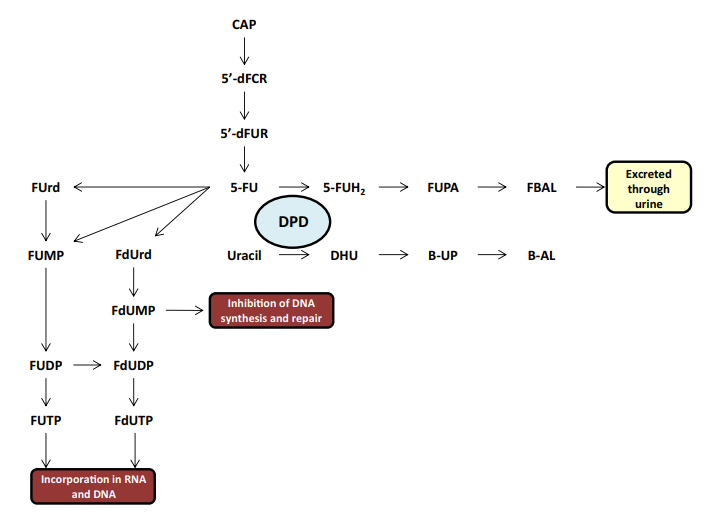 CAP
5’-dFCR
5’-dFUR
FUrd
5-FU
5-FUH2
FUPA
FBAL
Excreted
through
urine
DPD
FUMP
FdUrd
Uracil
DHU
B-UP
B-AL
FdUMP
Inhibition of DNA
synthesis and repair
FUDP
FdUDP
FUTP
FdUTP
Incorporation in RNA
and DNA